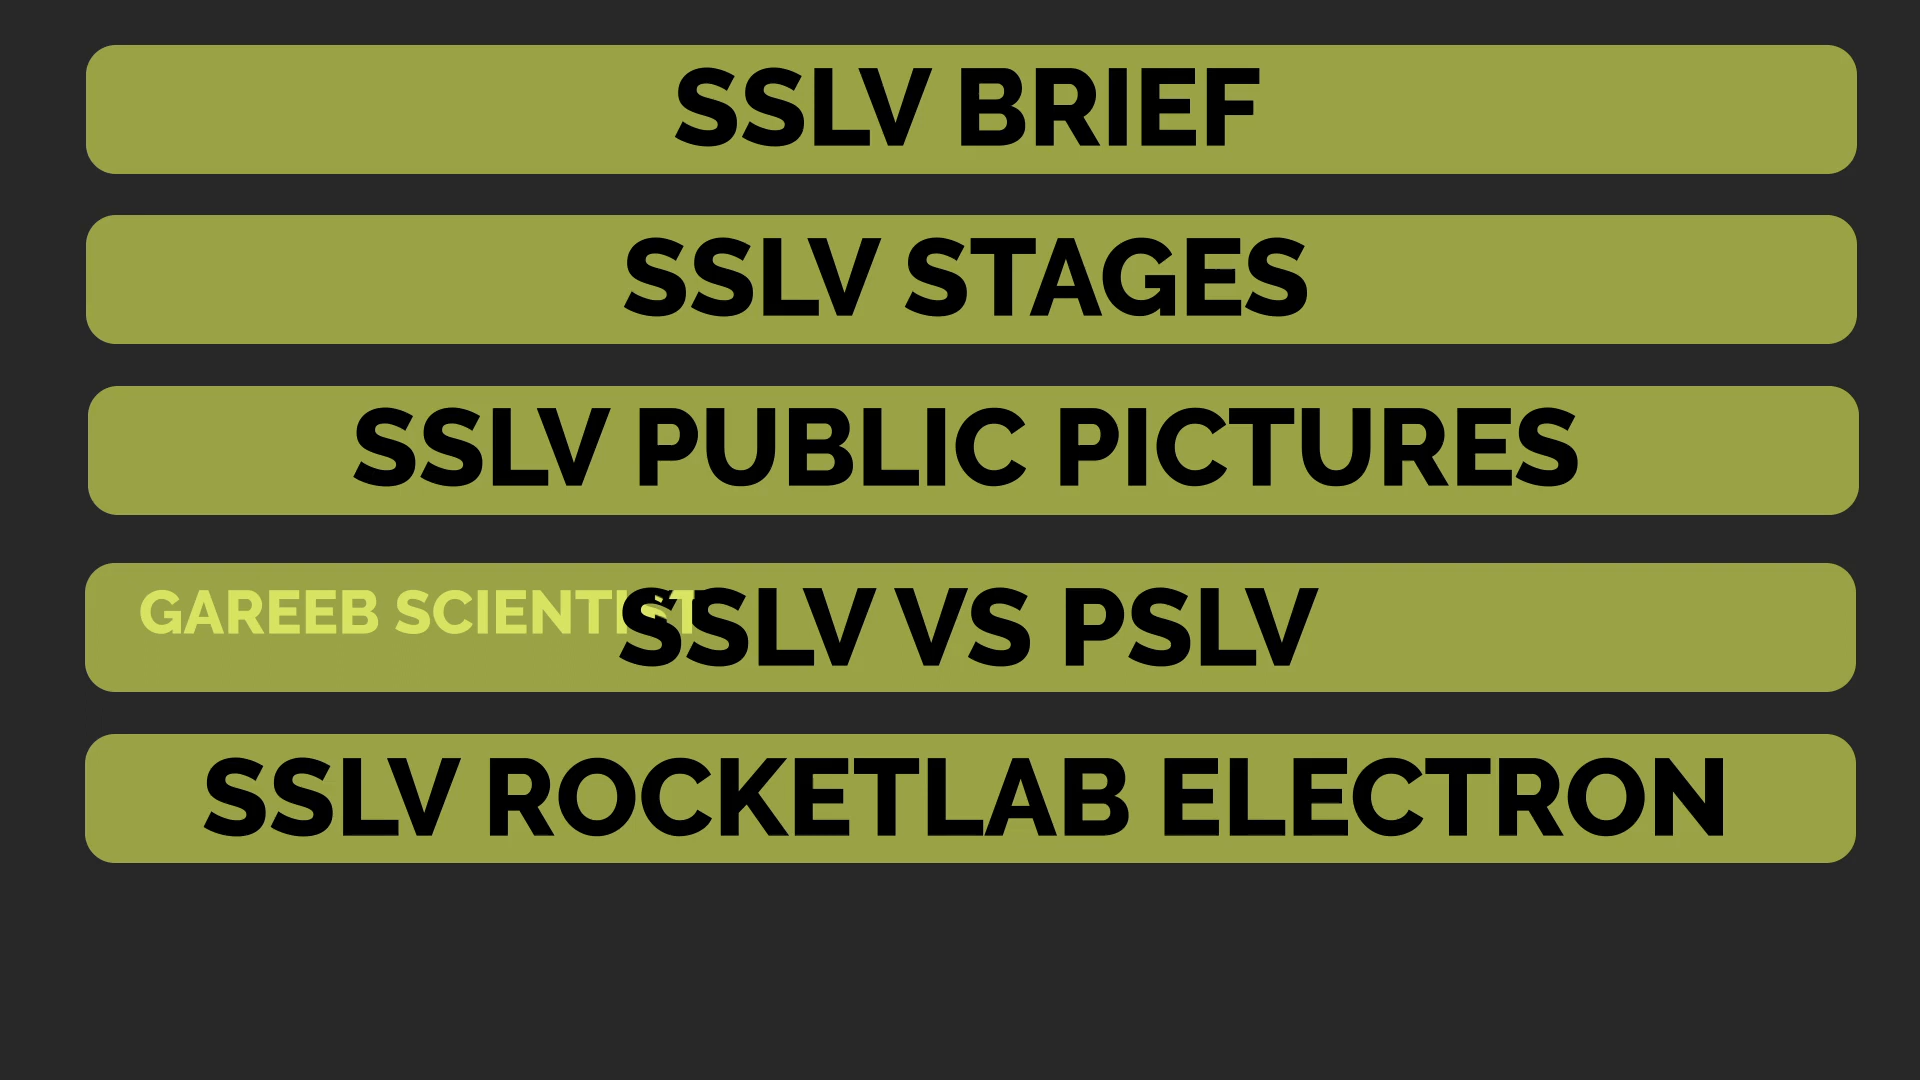 SSLV BRIEF
SSLV STAGES
SSLV PUBLIC PICTURES
GAREEB SCIENTIST
SSLV VS PSLV
SSLV ROCKETLAB ELECTRON